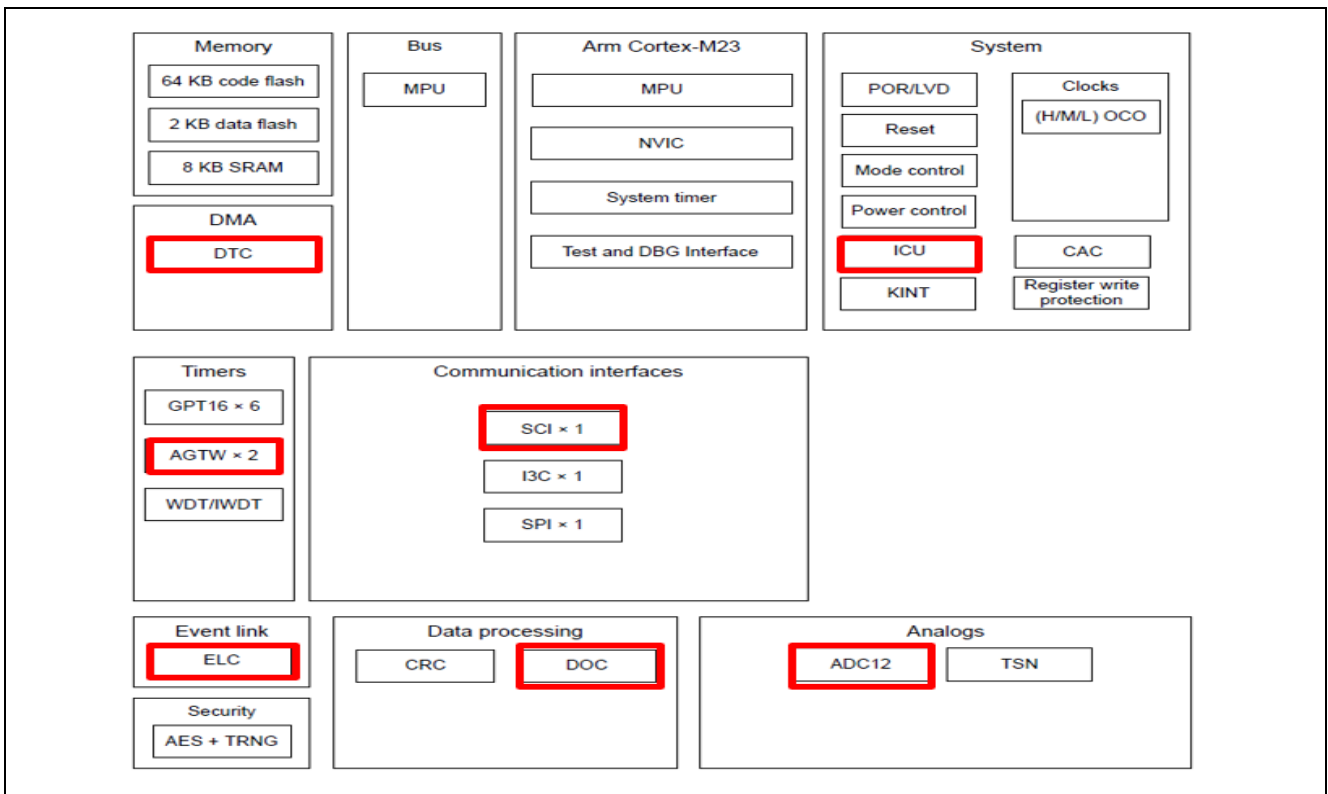 Memory
64 KB code flash
2 KB data flash
8 KB SRAM
DMA
DTC
Bus
MPU
Arm Cortex-M23
MPU
NVIC
System timer
Test and DBG Interface
System
POR/LVD
Reset
Mode control
Power control
ICU
KINT
Clocks
(H/M/L) OCO
CAC
Register write
protection
Timers
GPT16 × 6
AGTW × 2
WDT/IWDT
Communication interfaces
SCI × 1
I3C × 1
SPI × 1
Event link
ELC
Security
AES + TRNG
Data processing
CRC
DOC
Analogs
ADC12
TSN